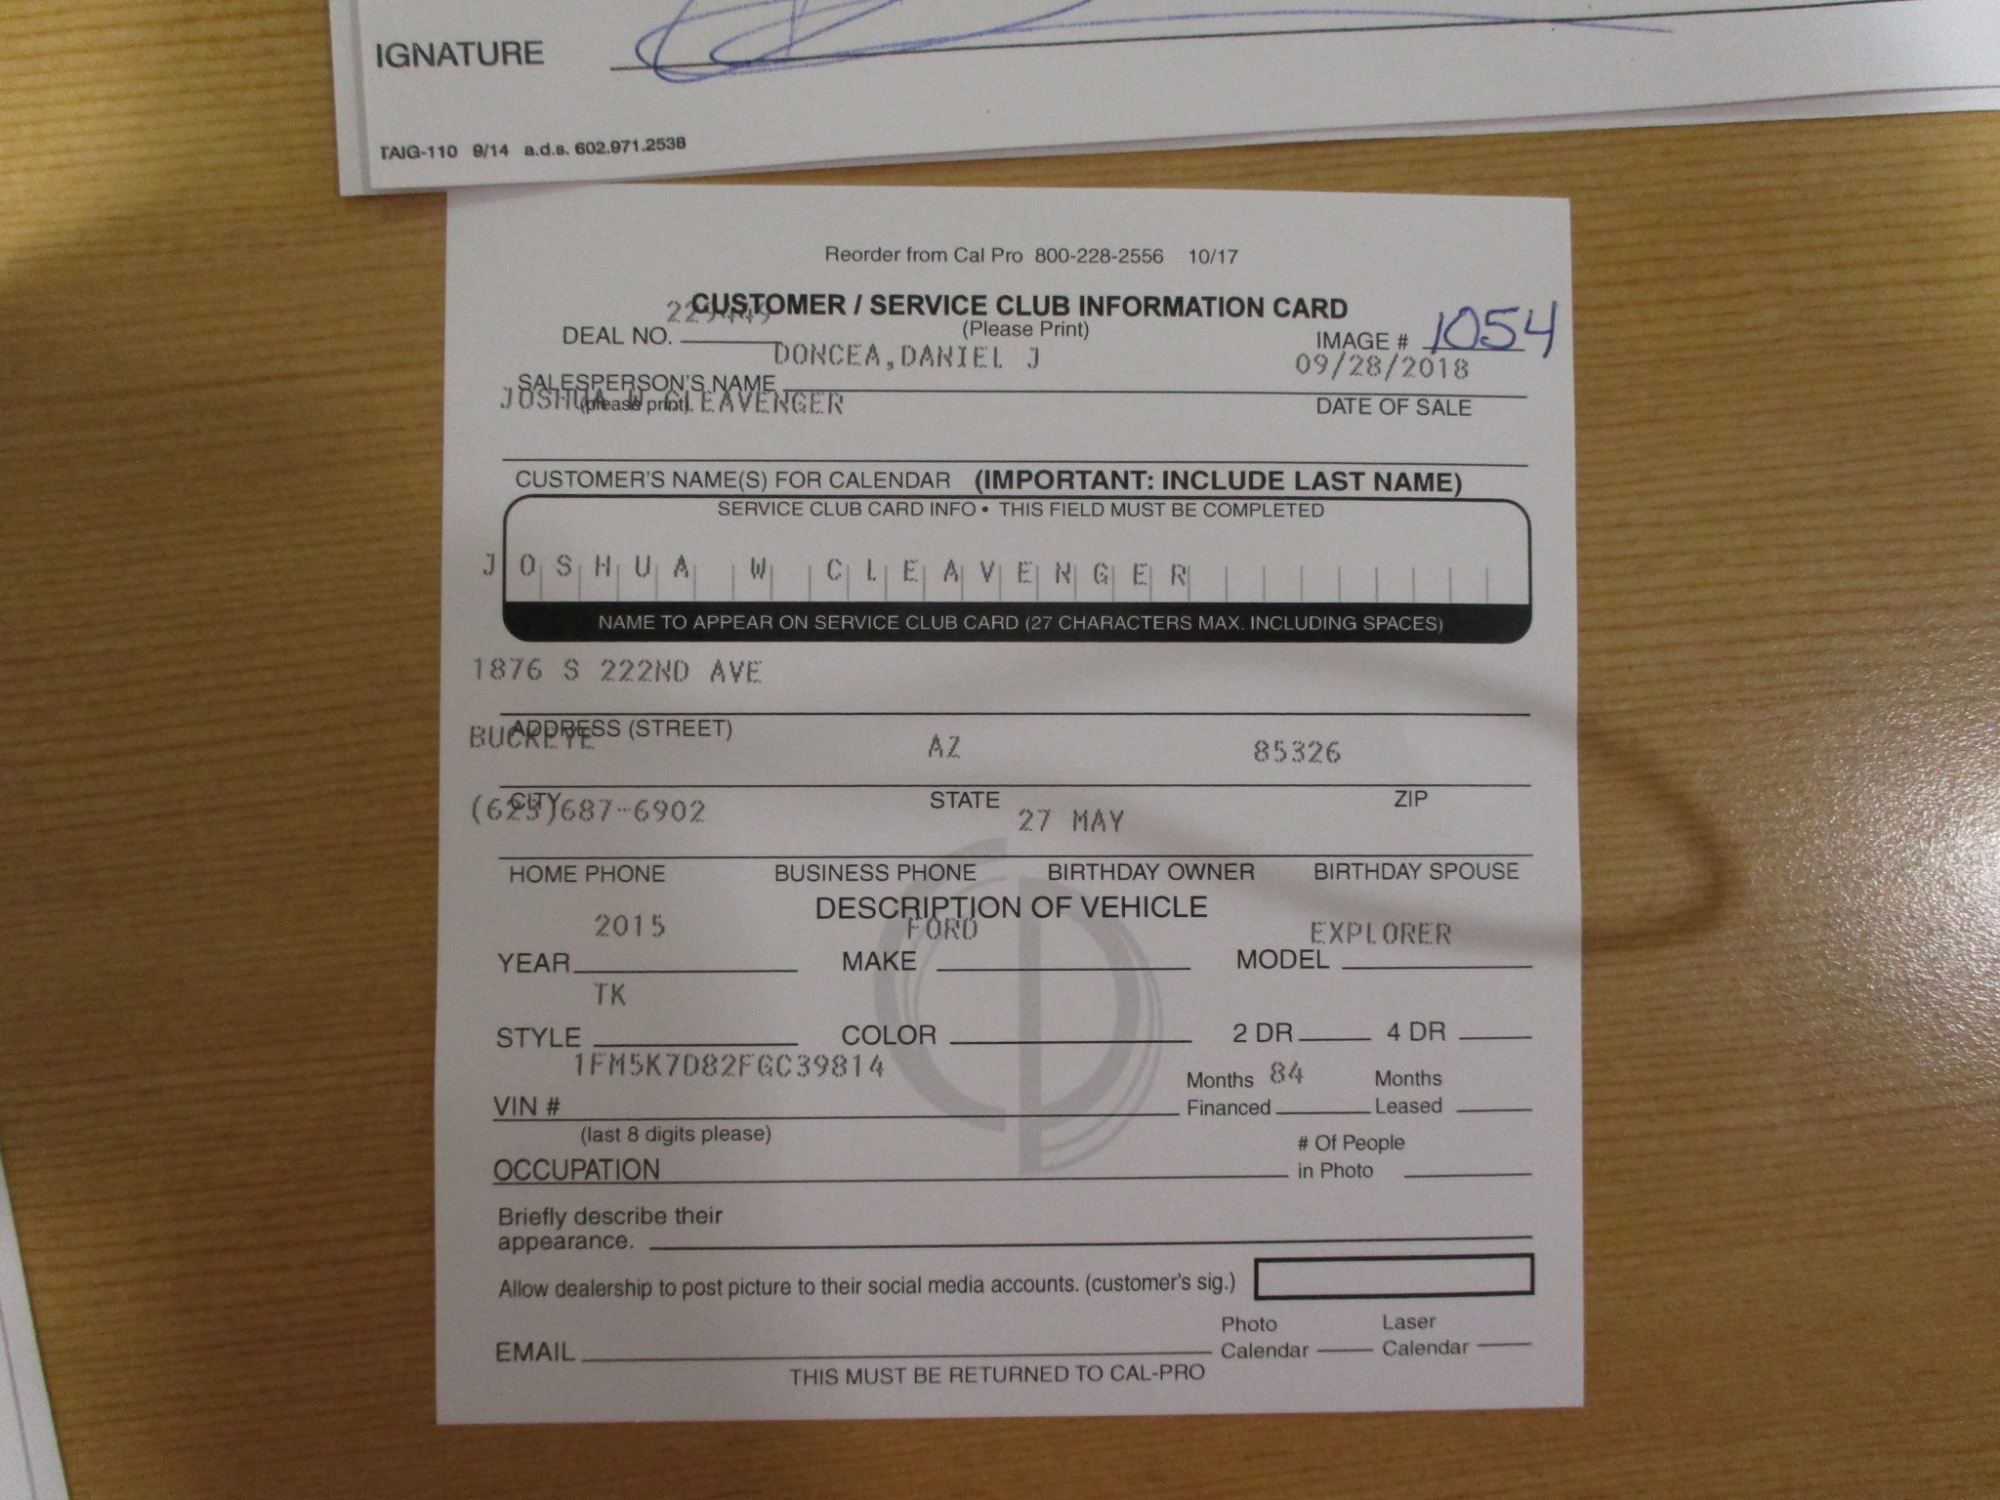 IGNATURE
TAIG-110 9/14 a.d.s. 602.971.2538
Reorder from Cal Pro 800-228-2556 10/17
CUSTOMER / SERVICE CLUB INFORMATION CARD
(Please Print)
DEAL NO.
IMAGE # 1054
DONCEA,DANIEL J 09/28/2018
SALESPERSON'S NAME
(please print).
DATE OF SALE
JOSHUA W CLEAVENGER
CUSTOMER'S NAME(S) FOR CALENDAR (IMPORTANT: INCLUDE LAST NAME)
SERVICE CLUB CARD INFO • THIS FIELD MUST BE COMPLETED
JOSHUA W CLEAVENGER
NAME TO APPEAR ON SERVICE CLUB CARD (27 CHARACTERS MAX. INCLUDING SPACES)
1876 S 222ND AVE
ADDRESS (STREET)
BUCKEYE AZ 85326
CITY STATE ZIP
(623)687-6902 27 MAY
HOME PHONE BUSINESS PHONE BIRTHDAY OWNER BIRTHDAY SPOUSE
DESCRIPTION OF VEHICLE
2015 FORD EXPLORER
YEAR MAKE MODEL
TK
STYLE COLOR 2 DR 4 DR
1FM5K7D82FGC39814
Months 84 Months
VIN # Financed Leased
(last 8 digits please)
# Of People
OCCUPATION in Photo
Briefly describe their
appearance.
Allow dealership to post picture to their social media accounts. (customer's sig.)
Photo Laser
EMAIL Calendar Calendar
THIS MUST BE RETURNED TO CAL-PRO